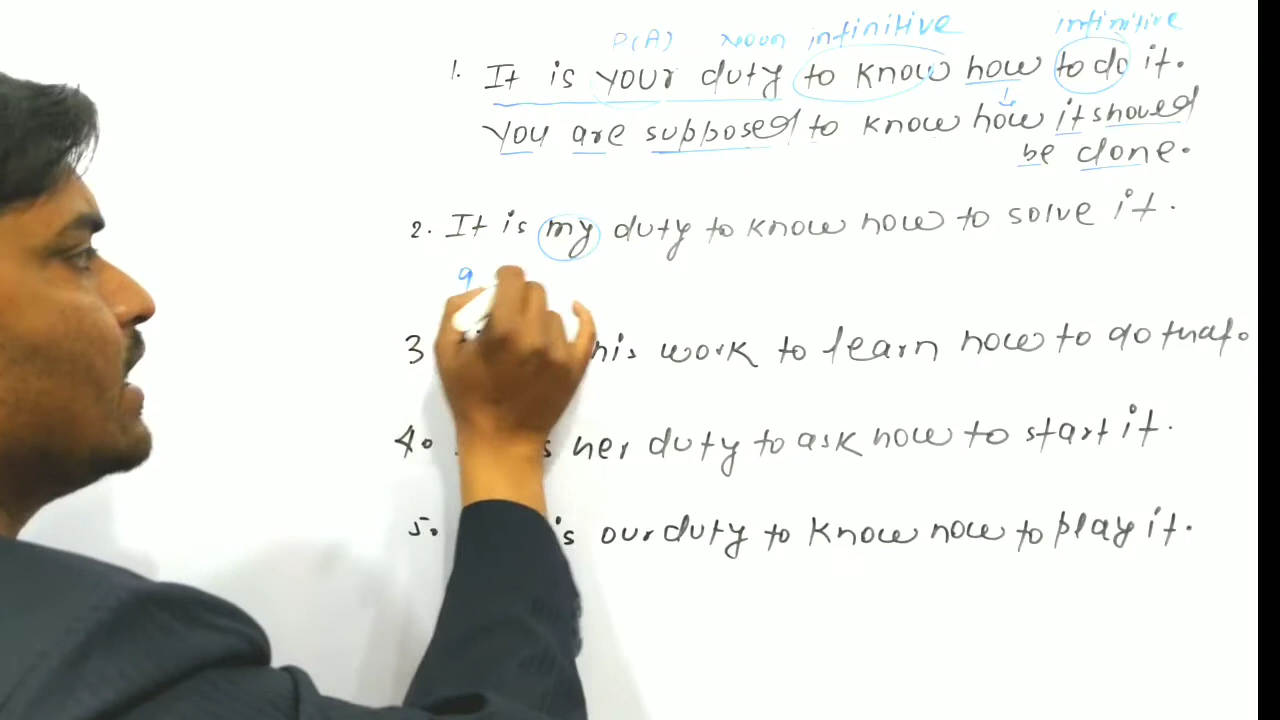 P(A) Noun infinitive infinitive
1. It is your duty to know how to do it.
You are supposed to know how it should
be done.
2. It is my duty to know how to solve it.
3 his work to learn how to do that.
4. her duty to ask how to start it.
5. is our duty to know how to play it.